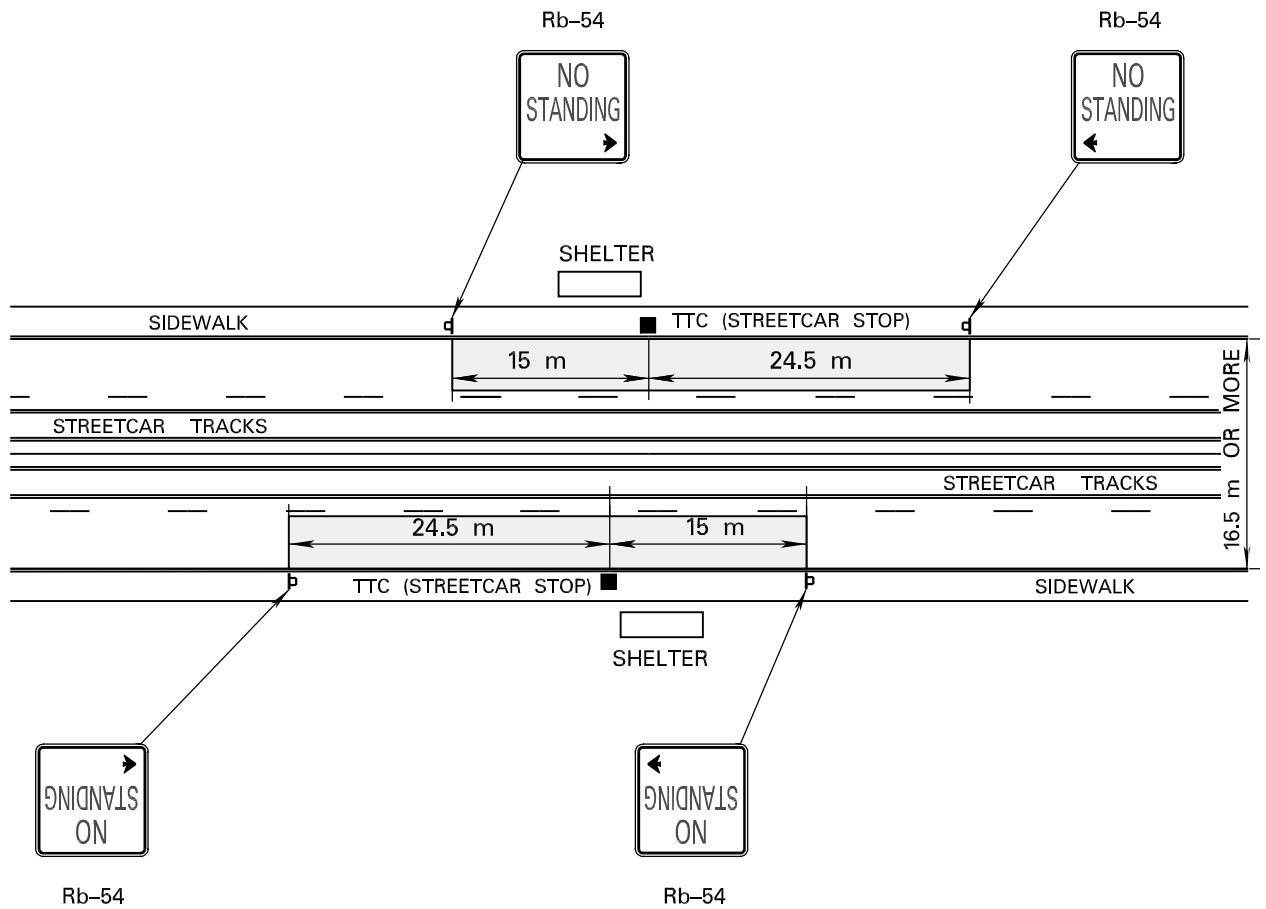 Rb–54
Rb–54
NO
STANDING
NO
STANDING
SHELTER
SIDEWALK
TTC (STREETCAR STOP)
15 m
24.5 m
STREETCAR TRACKS
16.5 m OR MORE
STREETCAR TRACKS
24.5 m
15 m
TTC (STREETCAR STOP)
SIDEWALK
SHELTER
NO
STANDING
NO
STANDING
Rb–54
Rb–54